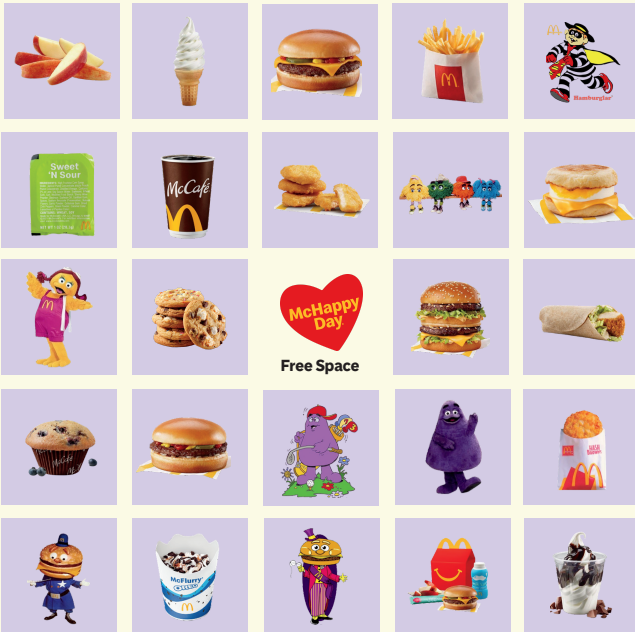 Hamburglar
Sweet
'N Sour
McCafé
McHappy
Day
Free Space
McFlurry
OREO